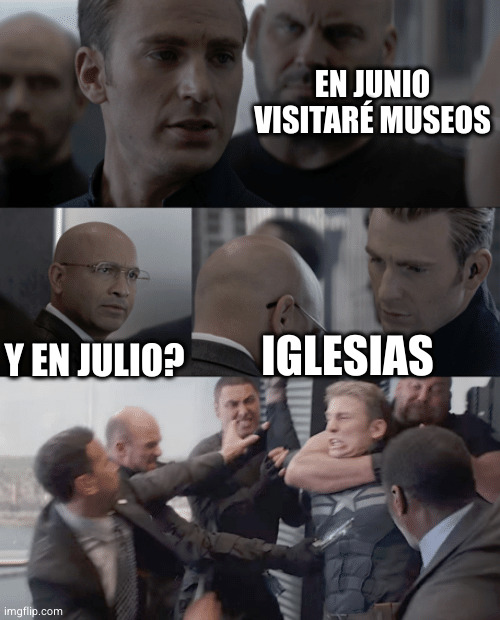 EN JUNIO
VISITARÉ MUSEOS
Y EN JULIO?
IGLESIAS
imgflip.com